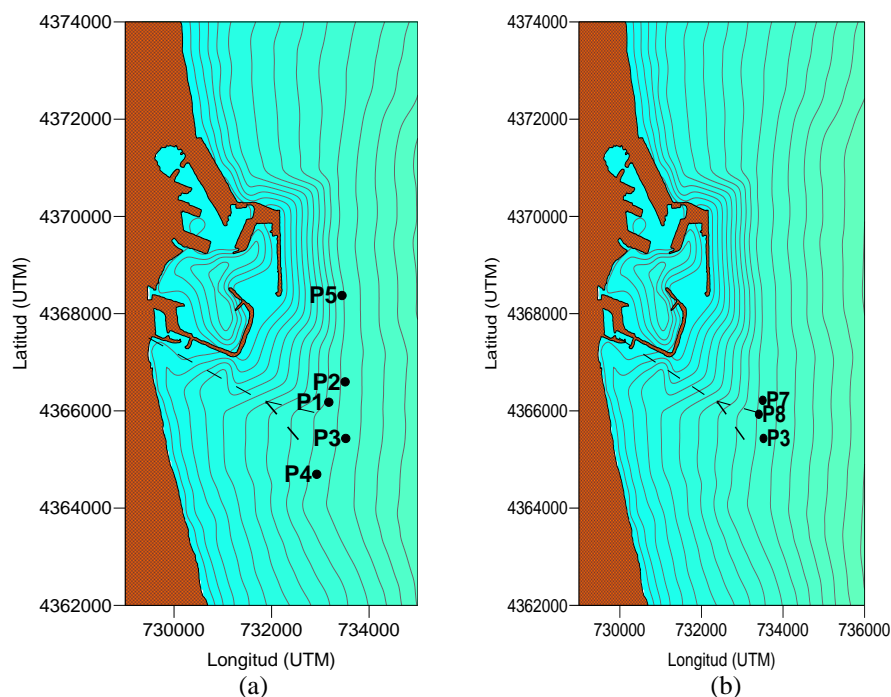 4374000
4372000
4370000
4368000
4366000
4364000
4362000
Latitud (UTM)
P5
P2
P1
P3
P4
730000 732000 734000
Longitud (UTM)
(a)
4374000
4372000
4370000
4368000
4366000
4364000
4362000
Latitud (UTM)
P7
P8
P3
730000 732000 734000 736000
Longitud (UTM)
(b)